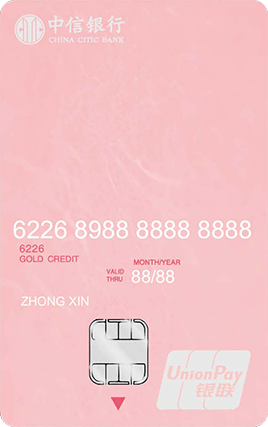 中信银行
CHINA CITIC BANK
6226 8988 8888 8888
6226
GOLD CREDIT
MONTH/YEAR
VALID
THRU
88/88
ZHONG XIN
UnionPay
银联